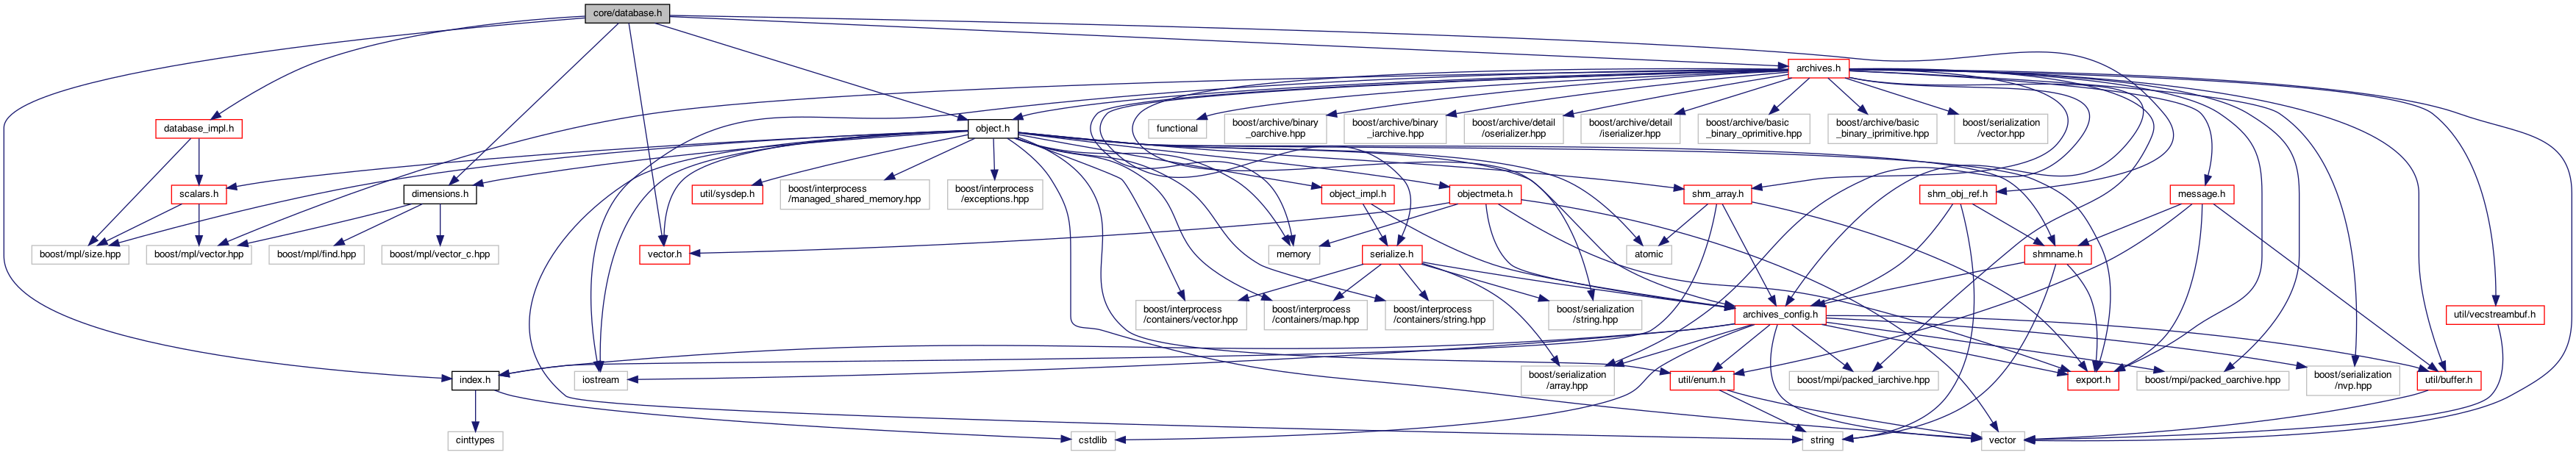 core/database.h
archives.h
database_impl.h
object.h
functional
boost/archive/binary
_oarchive.hpp
boost/archive/binary
_iarchive.hpp
boost/archive/detail
/oserializer.hpp
boost/archive/detail
/iserializer.hpp
boost/archive/basic
_binary_oprimitive.hpp
boost/archive/basic
_binary_iprimitive.hpp
boost/serialization
/vector.hpp
scalars.h
dimensions.h
util/sysdep.h
boost/interprocess
/managed_shared_memory.hpp
boost/interprocess
/exceptions.hpp
object_impl.h
objectmeta.h
shm_array.h
shm_obj_ref.h
message.h
boost/mpl/size.hpp
boost/mpl/vector.hpp
boost/mpl/find.hpp
boost/mpl/vector_c.hpp
vector.h
memory
serialize.h
atomic
shmname.h
boost/interprocess
/containers/vector.hpp
boost/interprocess
/containers/map.hpp
boost/interprocess
/containers/string.hpp
boost/serialization
/string.hpp
archives_config.h
util/vecstreambuf.h
index.h
iostream
boost/serialization
/array.hpp
util/enum.h
boost/mpi/packed_iarchive.hpp
export.h
boost/mpi/packed_oarchive.hpp
boost/serialization
/nvp.hpp
util/buffer.h
cinttypes
cstdlib
string
vector